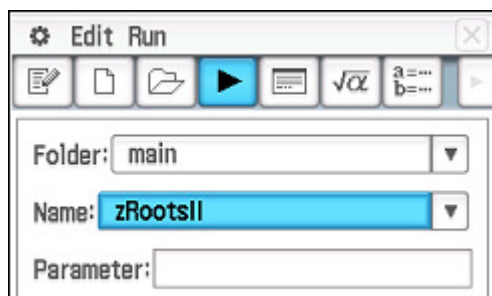 Edit Run
√α a=... b=...
Folder: main
Name: zRootsII
Parameter: